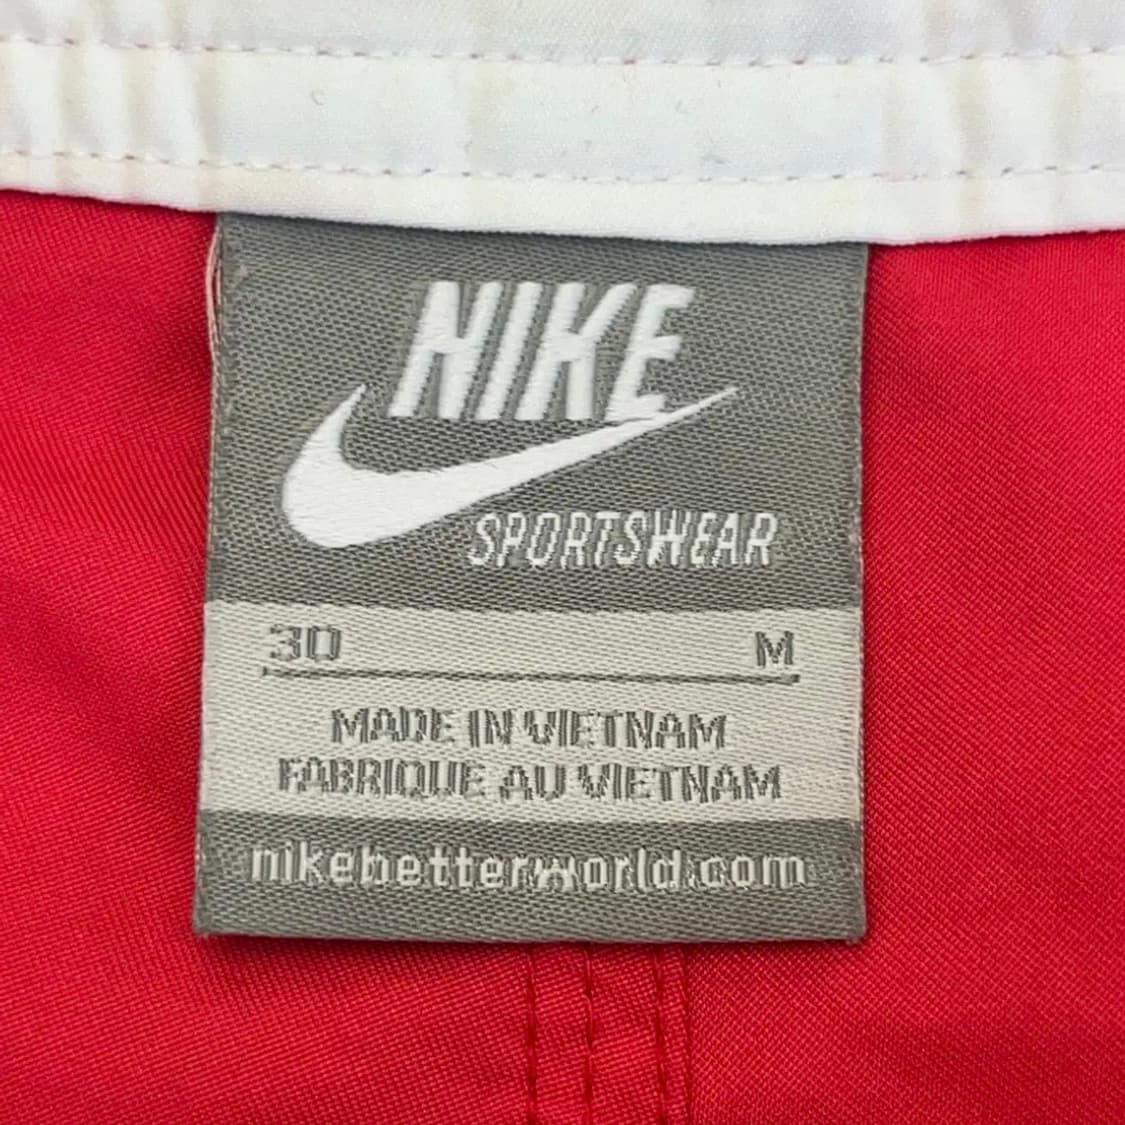 NIKE
SPORTSWEAR
30 M
MADE IN VIETNAM
FABRIQUE AU VIETNAM
nikebetterworld.com